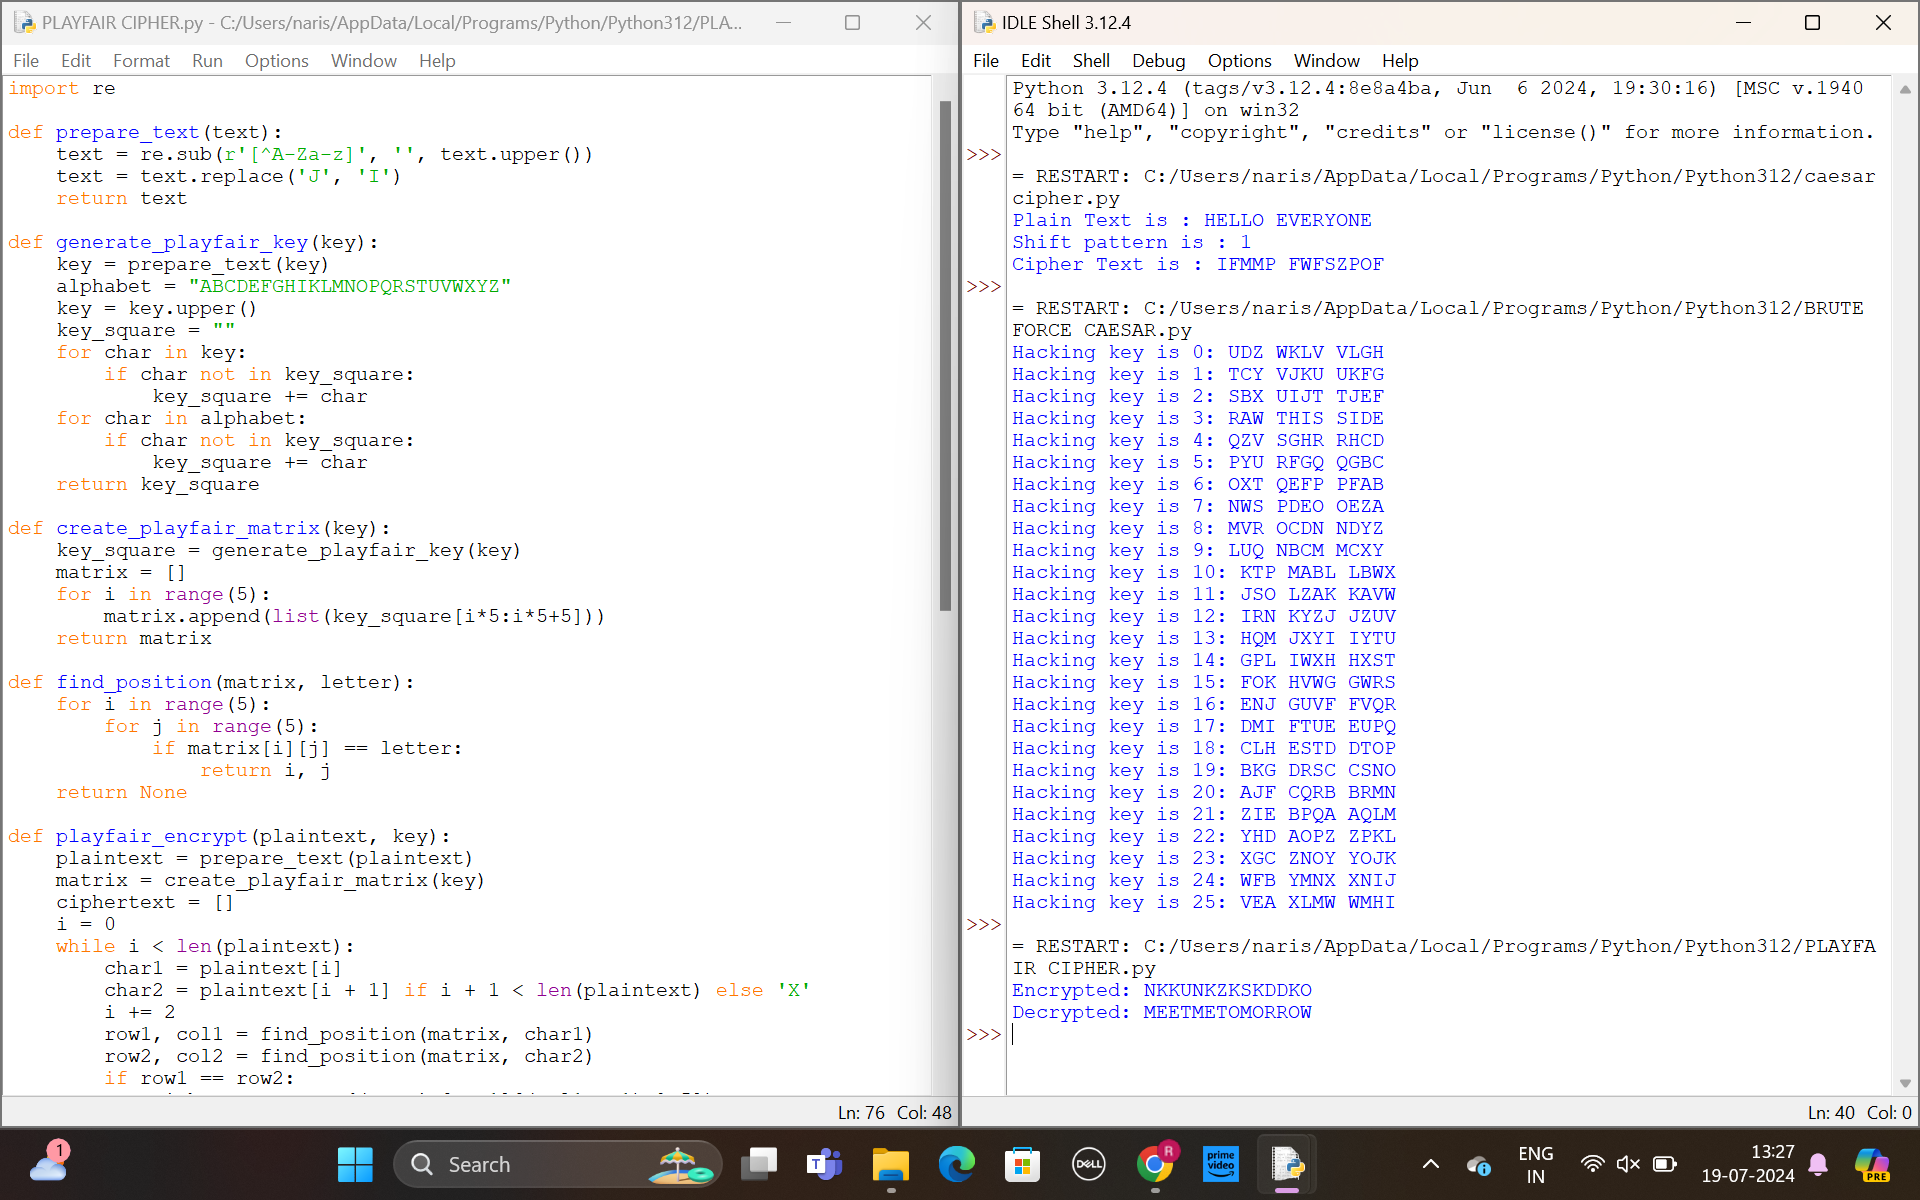 PLAYFAIR CIPHER.py - C:/Users/naris/AppData/Local/Programs/Python/Python312/PLA...
File Edit Format Run Options Window Help
import re
def prepare_text(text):
    text = re.sub(r'[^A-Za-z]', '', text.upper())
    text = text.replace('J', 'I')
    return text
def generate_playfair_key(key):
    key = prepare_text(key)
    alphabet = "ABCDEFGHIKLMNOPQRSTUVWXYZ"
    key = key.upper()
    key_square = ""
    for char in key:
        if char not in key_square:
            key_square += char
    for char in alphabet:
        if char not in key_square:
            key_square += char
    return key_square
def create_playfair_matrix(key):
    key_square = generate_playfair_key(key)
    matrix = []
    for i in range(5):
        matrix.append(list(key_square[i*5:i*5+5]))
    return matrix
def find_position(matrix, letter):
    for i in range(5):
        for j in range(5):
            if matrix[i][j] == letter:
                return i, j
    return None
def playfair_encrypt(plaintext, key):
    plaintext = prepare_text(plaintext)
    matrix = create_playfair_matrix(key)
    ciphertext = []
    i = 0
    while i < len(plaintext):
        char1 = plaintext[i]
        char2 = plaintext[i + 1] if i + 1 < len(plaintext) else 'X'
        i += 2
        row1, col1 = find_position(matrix, char1)
        row2, col2 = find_position(matrix, char2)
        if row1 == row2:
Ln: 76 Col: 48
IDLE Shell 3.12.4
File Edit Shell Debug Options Window Help
Python 3.12.4 (tags/v3.12.4:8e8a4ba, Jun  6 2024, 19:30:16) [MSC v.1940
64 bit (AMD64)] on win32
Type "help", "copyright", "credits" or "license()" for more information.
>>>
= RESTART: C:/Users/naris/AppData/Local/Programs/Python/Python312/caesar
cipher.py
Plain Text is : HELLO EVERYONE
Shift pattern is : 1
Cipher Text is : IFMMP FWFSZPOF
>>>
= RESTART: C:/Users/naris/AppData/Local/Programs/Python/Python312/BRUTE
FORCE CAESAR.py
Hacking key is 0: UDZ WKLV VLGH
Hacking key is 1: TCY VJKU UKFG
Hacking key is 2: SBX UIJT TJEF
Hacking key is 3: RAW THIS SIDE
Hacking key is 4: QZV SGHR RHCD
Hacking key is 5: PYU RFGQ QGBC
Hacking key is 6: OXT QEFP PFAB
Hacking key is 7: NWS PDEO OEZA
Hacking key is 8: MVR OCDN NDYZ
Hacking key is 9: LUQ NBCM MCXY
Hacking key is 10: KTP MABL LBWX
Hacking key is 11: JSO LZAK KAVW
Hacking key is 12: IRN KYZJ JZUV
Hacking key is 13: HQM JXYI IYTU
Hacking key is 14: GPL IWXH HXST
Hacking key is 15: FOK HVWG GWRS
Hacking key is 16: ENJ GUVF FVQR
Hacking key is 17: DMI FTUE EUPQ
Hacking key is 18: CLH ESTD DTOP
Hacking key is 19: BKG DRSC CSNO
Hacking key is 20: AJF CQRB BRMN
Hacking key is 21: ZIE BPQA AQLM
Hacking key is 22: YHD AOPZ ZPKL
Hacking key is 23: XGC ZNOY YOJK
Hacking key is 24: WFB YMNX XNIJ
Hacking key is 25: VEA XLMW WMHI
>>>
= RESTART: C:/Users/naris/AppData/Local/Programs/Python/Python312/PLAYFA
IR CIPHER.py
Encrypted: NKKUNKZKSKDDKO
Decrypted: MEETMETOMORROW
>>>
Ln: 40 Col: 0
1
Search
T
DELL
R
prime video
ENG
IN
13:27
19-07-2024
PRE